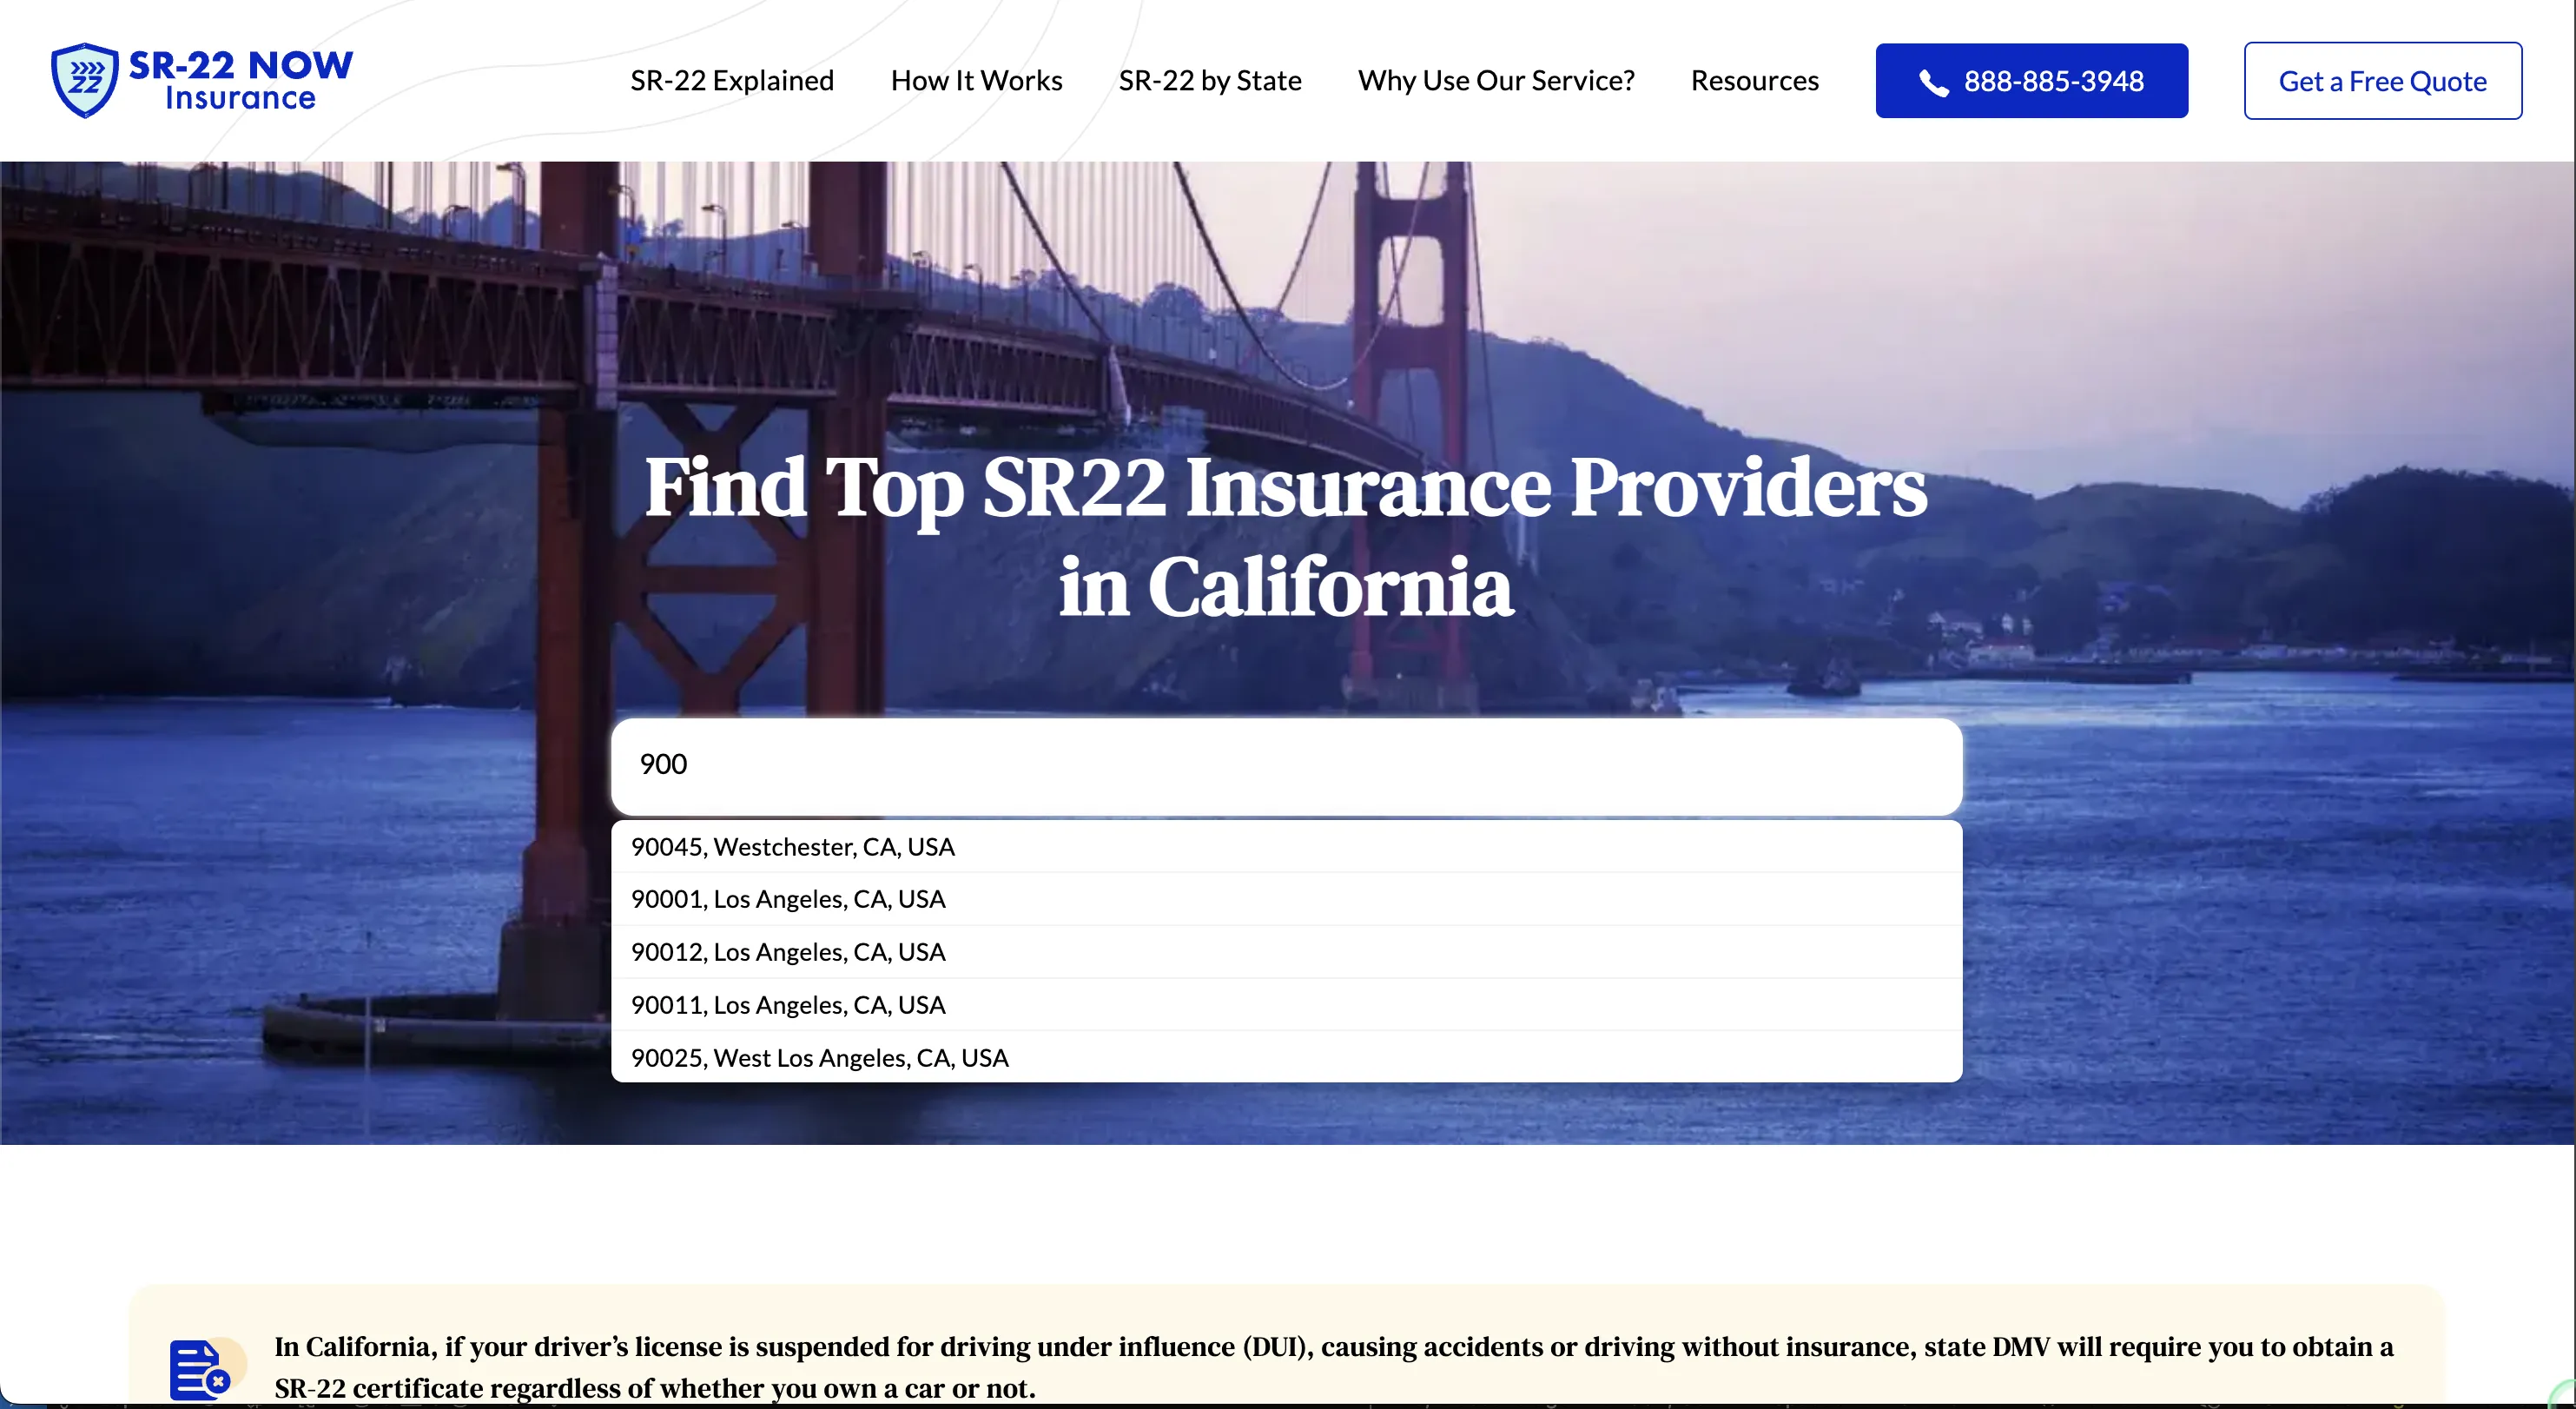 SR-22 NOW
Insurance
SR-22 Explained
How It Works
SR-22 by State
Why Use Our Service?
Resources
888-885-3948
Get a Free Quote
Find Top SR22 Insurance Providers
in California
900
90045, Westchester, CA, USA
90001, Los Angeles, CA, USA
90012, Los Angeles, CA, USA
90011, Los Angeles, CA, USA
90025, West Los Angeles, CA, USA
In California, if your driver’s license is suspended for driving under influence (DUI), causing accidents or driving without insurance, state DMV will require you to obtain a
SR-22 certificate regardless of whether you own a car or not.